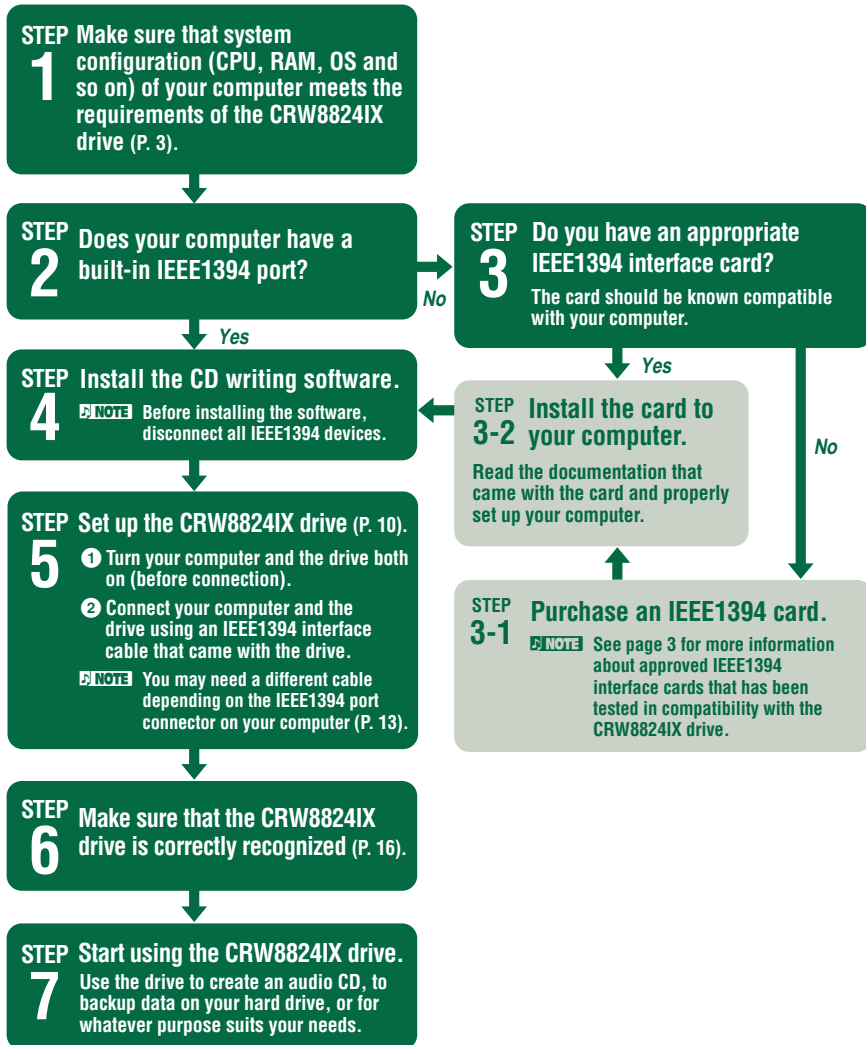 STEP 1
Make sure that system
configuration (CPU, RAM, OS and
so on) of your computer meets the
requirements of the CRW8824IX
drive (P. 3).
STEP 2
Does your computer have a
built-in IEEE1394 port?
No
Yes
STEP 3
Do you have an appropriate
IEEE1394 interface card?
The card should be known compatible
with your computer.
Yes
No
STEP 3-2
Install the card to
your computer.
Read the documentation that
came with the card and properly
set up your computer.
STEP 3-1
Purchase an IEEE1394 card.
NOTE See page 3 for more information
about approved IEEE1394
interface cards that has been
tested in compatibility with the
CRW8824IX drive.
STEP 4
Install the CD writing software.
NOTE Before installing the software,
disconnect all IEEE1394 devices.
STEP 5
Set up the CRW8824IX drive (P. 10).
1 Turn your computer and the drive both
on (before connection).
2 Connect your computer and the
drive using an IEEE1394 interface
cable that came with the drive.
NOTE You may need a different cable
depending on the IEEE1394 port
connector on your computer (P. 13).
STEP 6
Make sure that the CRW8824IX
drive is correctly recognized (P. 16).
STEP 7
Start using the CRW8824IX drive.
Use the drive to create an audio CD, to
backup data on your hard drive, or for
whatever purpose suits your needs.